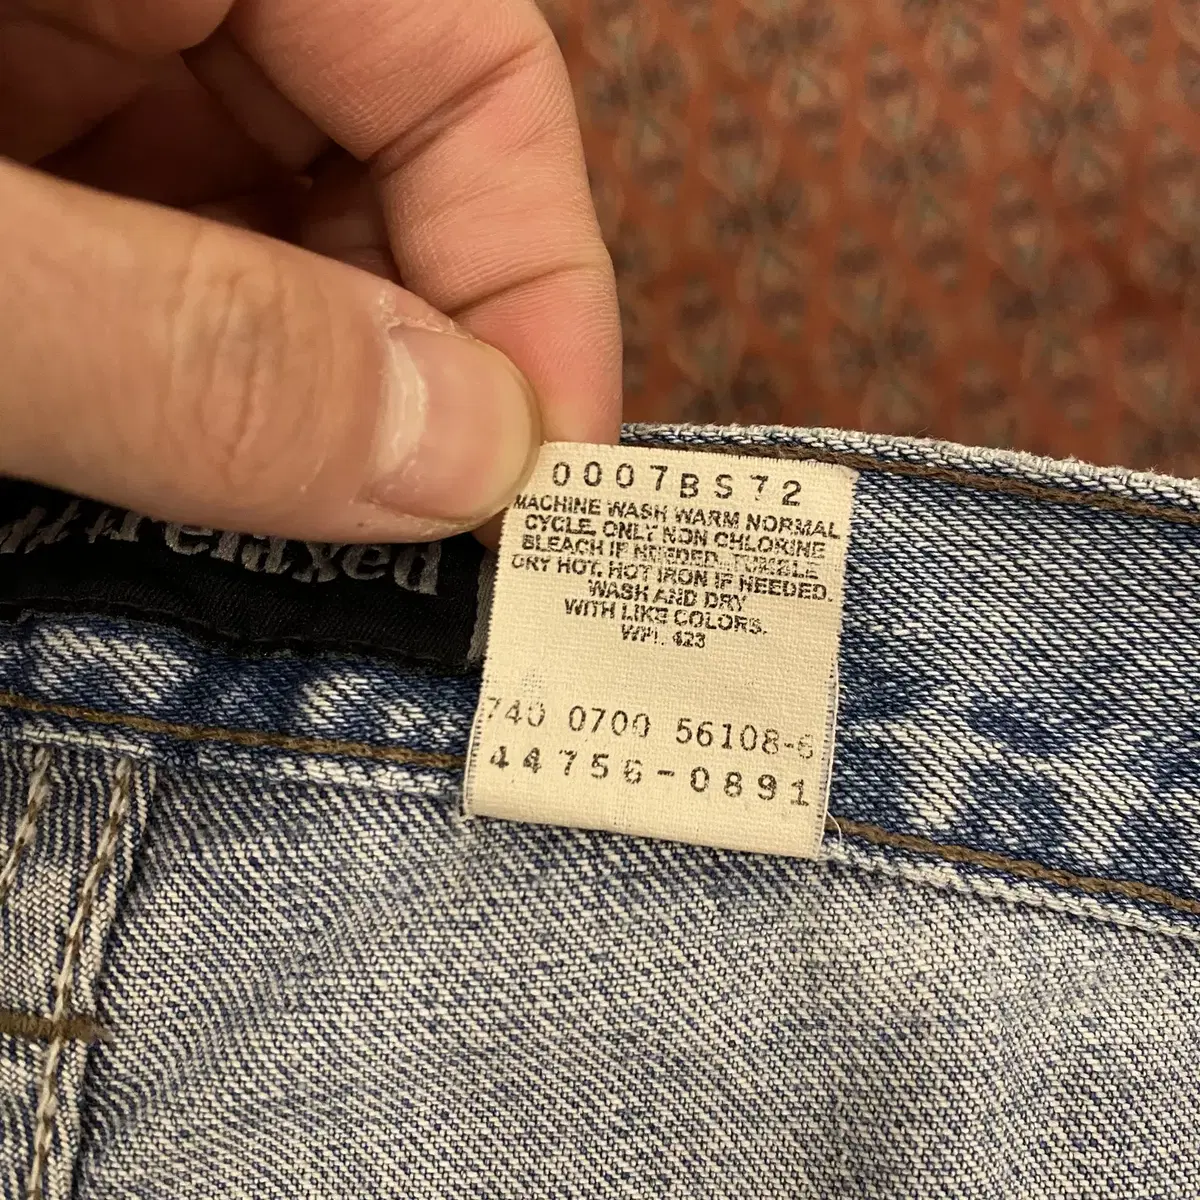 relaxed
0007BS72
MACHINE WASH WARM NORMAL
CYCLE, ONLY NON CHLORINE
BLEACH IF NEEDED. TUMBLE
DRY HOT, HOT IRON IF NEEDED.
WASH AND DRY
WITH LIKE COLORS.
WPL 423
740 0700 56108-6
44756-0891